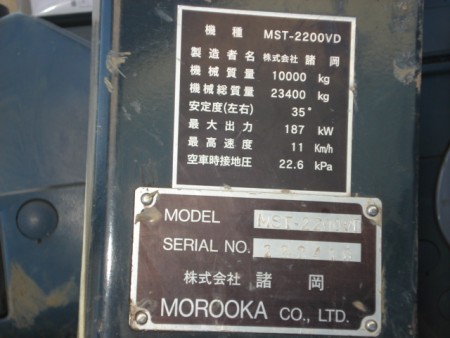 機種 MST-2200VD
製造者名 株式会社 諸岡
機械質量 10000 kg
機械総質量 23400 kg
安定度(左右) 35°
最大出力 187 kW
最高速度 11 Km/h
空車時接地圧 22.6 kPa
MODEL MST-2200VD
SERIAL NO.
株式会社 諸岡
MOROOKA CO., LTD.